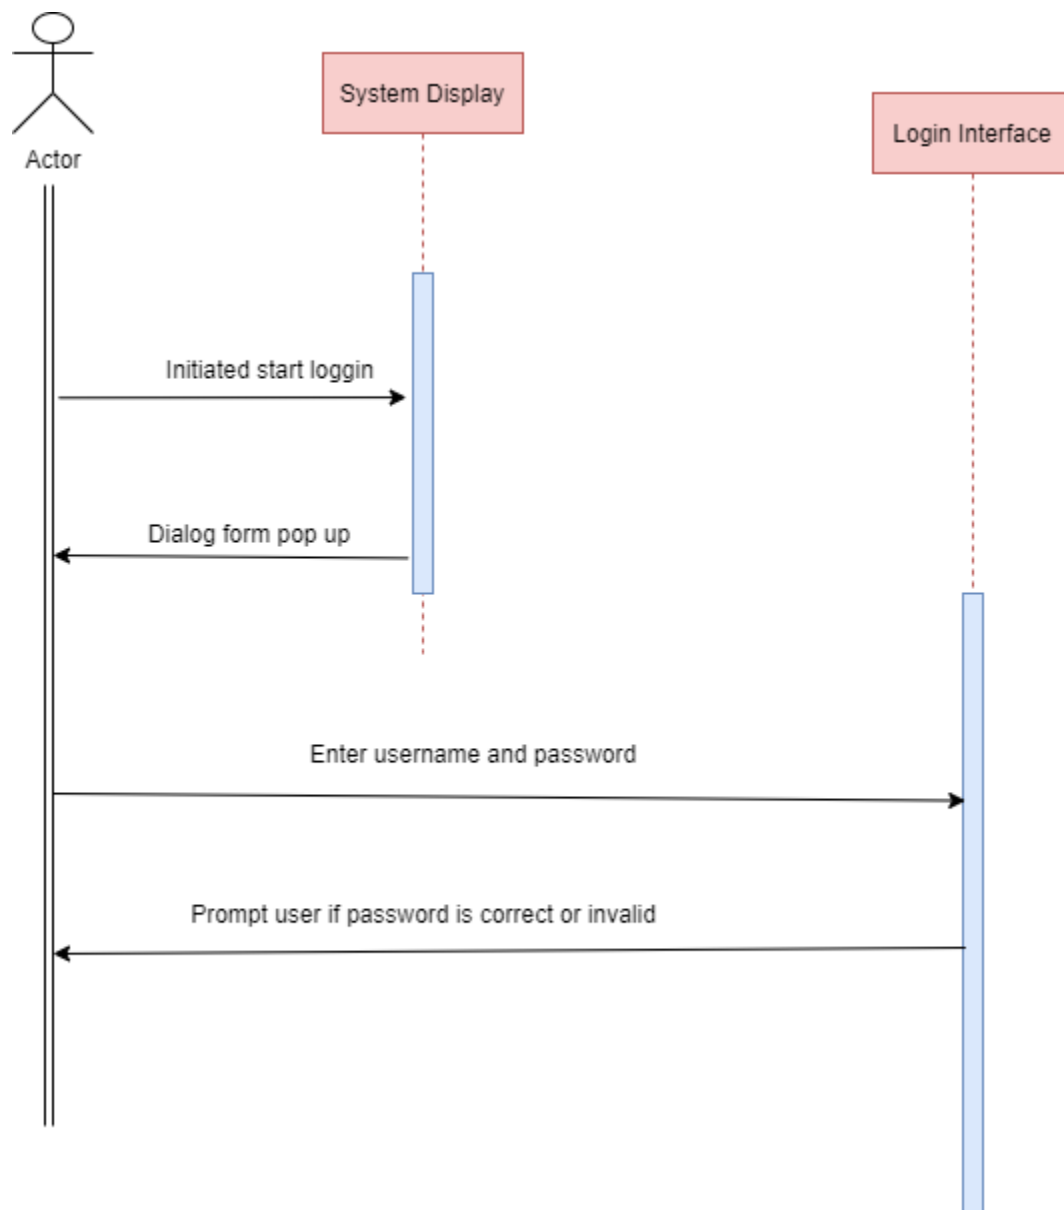 System Display
Login Interface
Actor
Initiated start loggin
Dialog form pop up
Enter username and password
Prompt user if password is correct or invalid